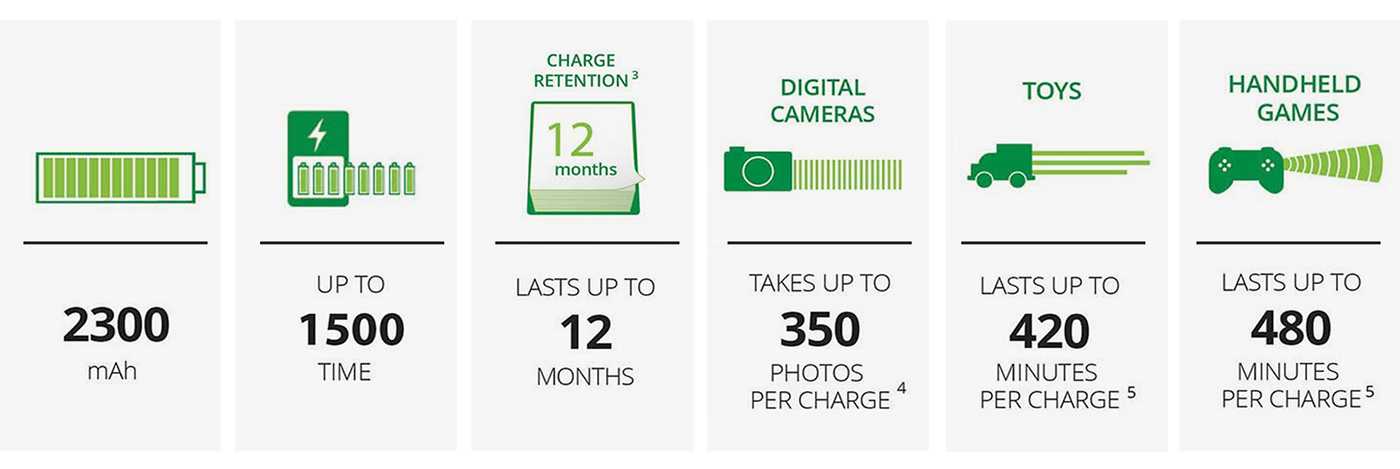 2300
mAh
UP TO
1500
TIME
CHARGE
RETENTION 3
12
months
LASTS UP TO
12
MONTHS
DIGITAL
CAMERAS
TAKES UP TO
350
PHOTOS
PER CHARGE 4
TOYS
LASTS UP TO
420
MINUTES
PER CHARGE 5
HANDHELD
GAMES
LASTS UP TO
480
MINUTES
PER CHARGE 5